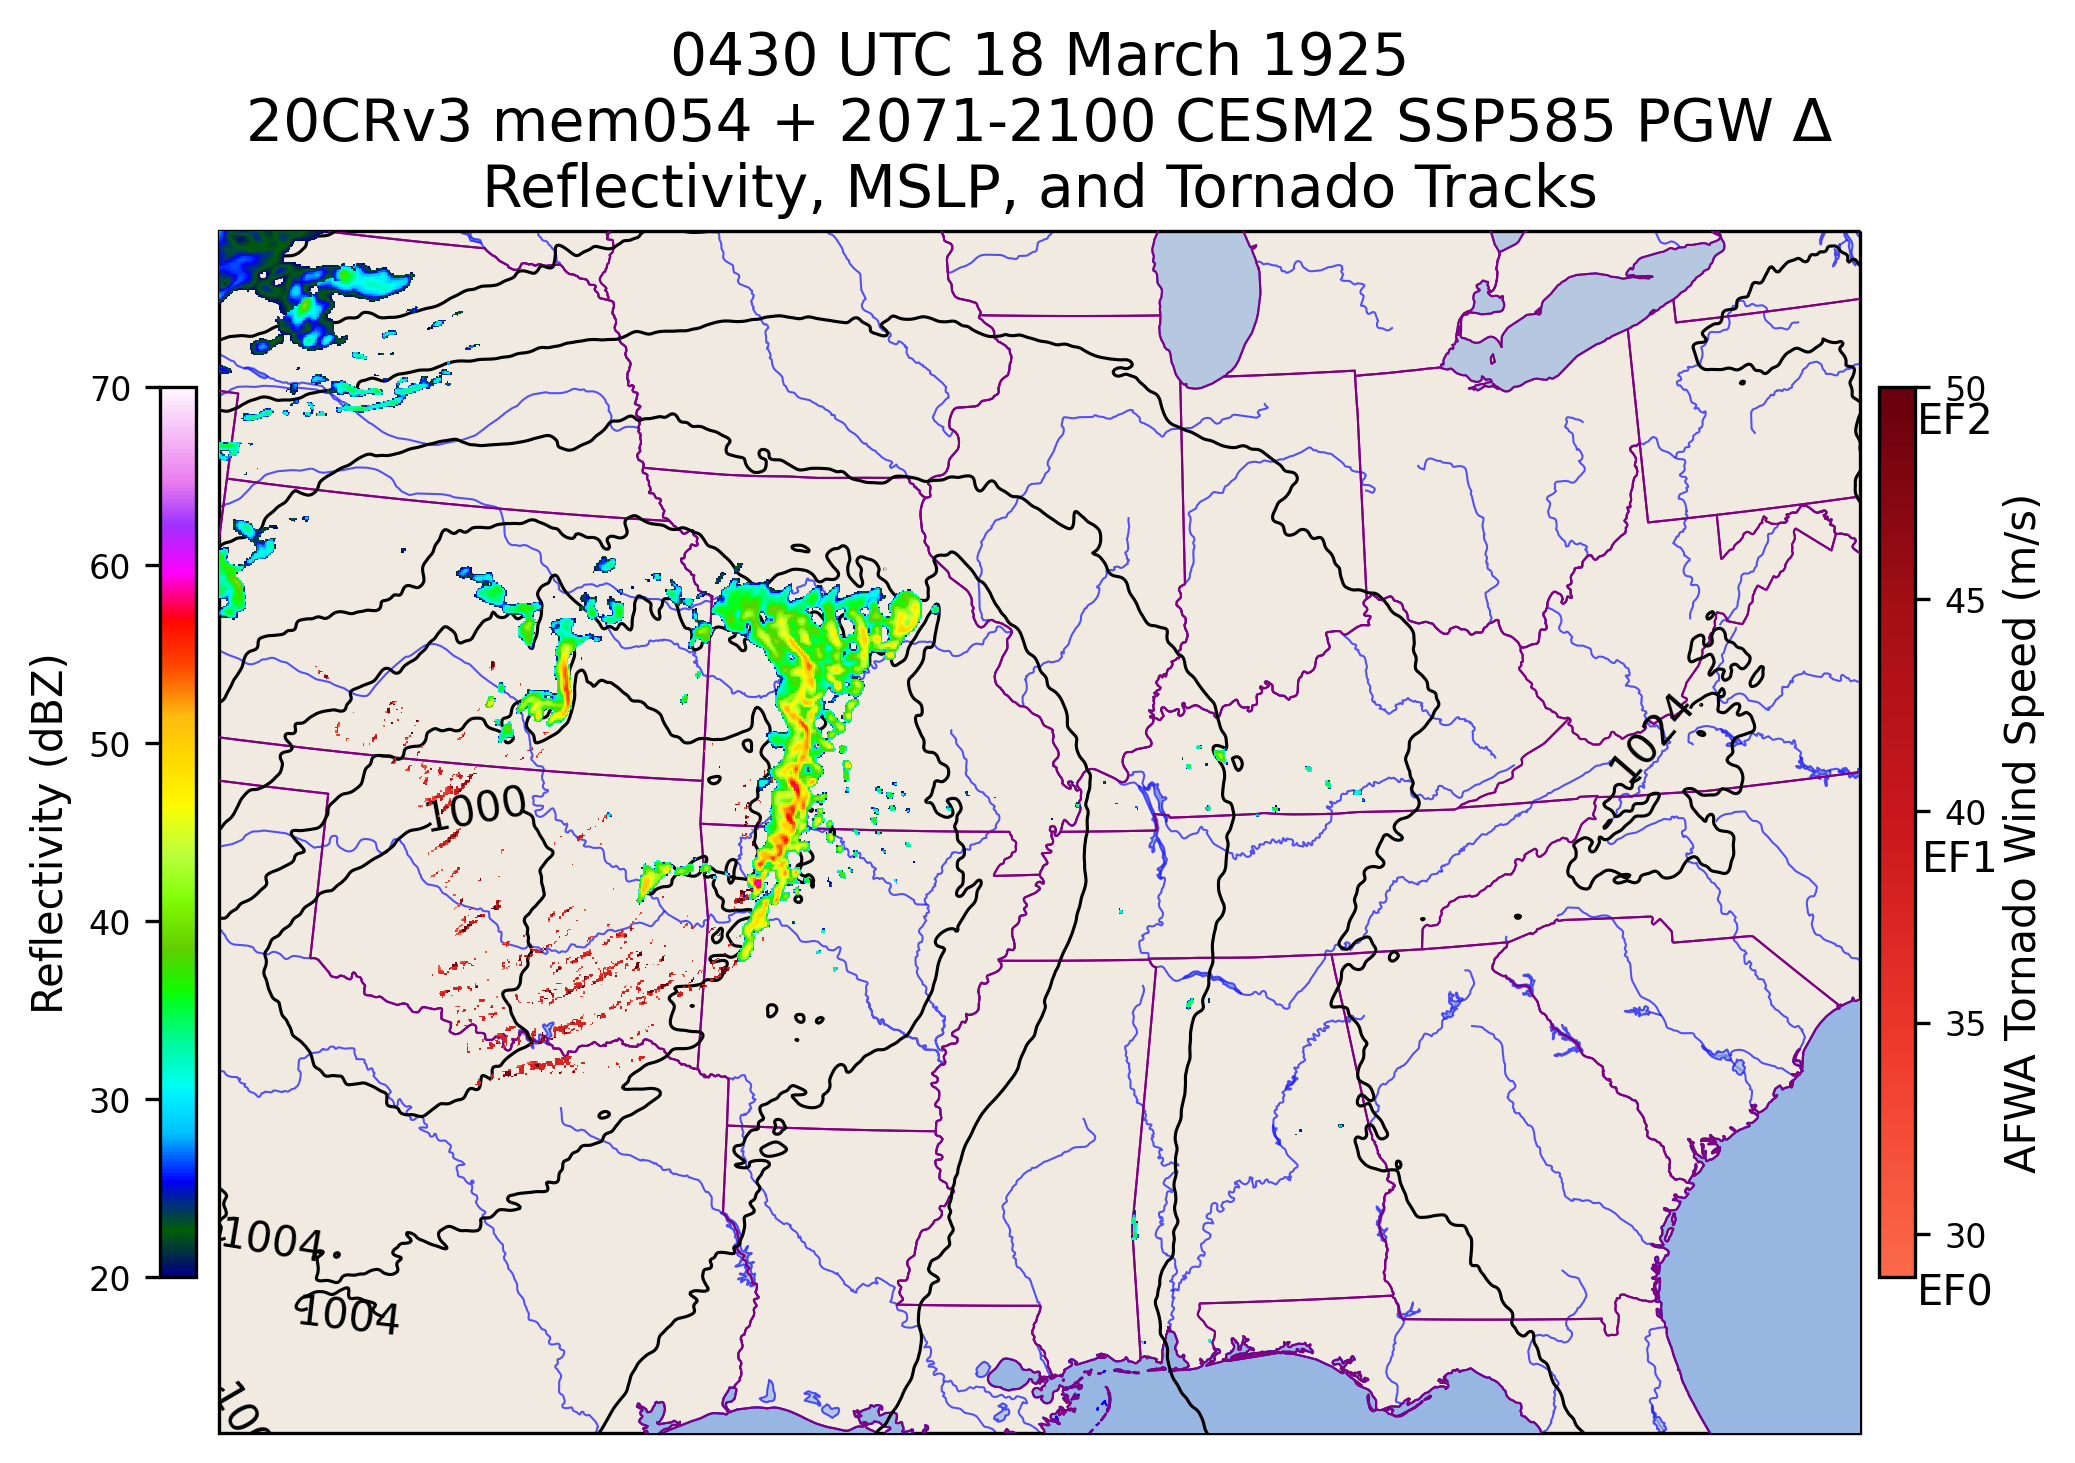 0430 UTC 18 March 1925
20CRv3 mem054 + 2071-2100 CESM2 SSP585 PGW Δ
Reflectivity, MSLP, and Tornado Tracks
Reflectivity (dBZ)
70
60
50
40
30
20
1000
1024
1004
1004
50
EF2
45
40
EF1
35
30
EF0
AFWA Tornado Wind Speed (m/s)